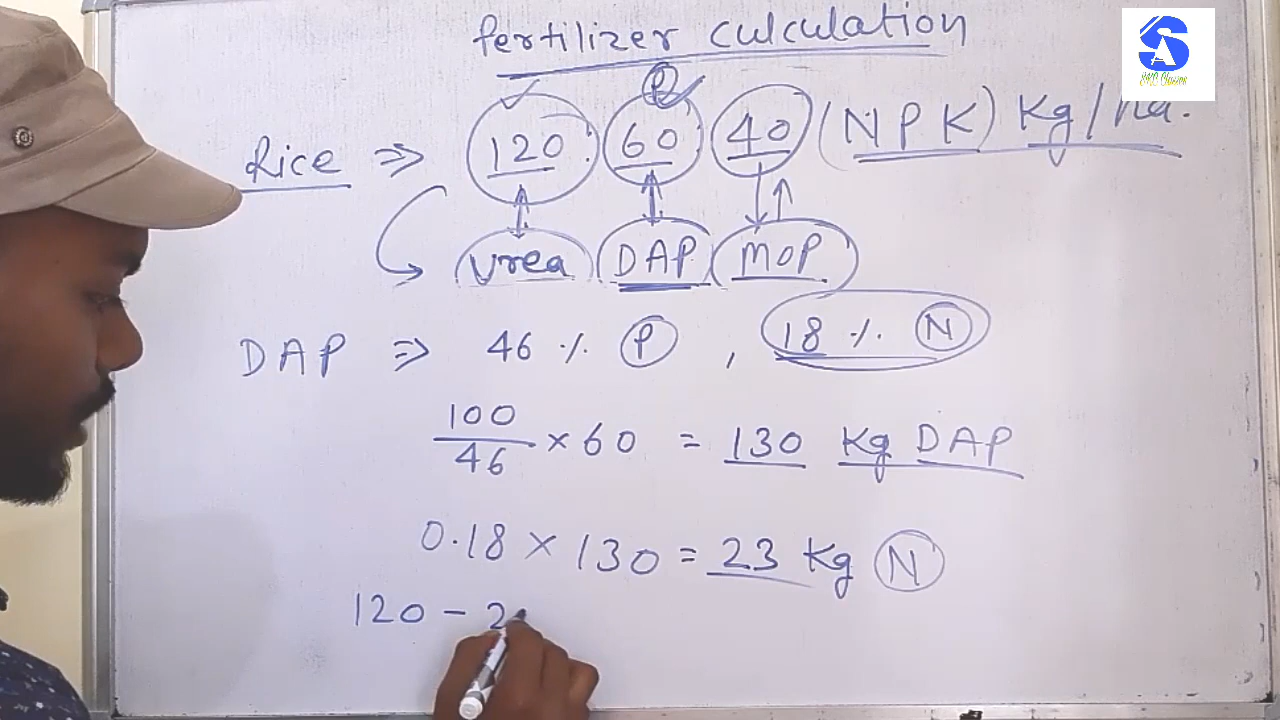 fertilizer culculation
P
Rice ⇒ 120 60 40 (NPK) Kg/ha.
Urea DAP MOP
DAP ⇒ 46 % P , 18 % N
100/46 × 60 = 130 Kg DAP
0.18 × 130 = 23 Kg N
120 - 2
SA